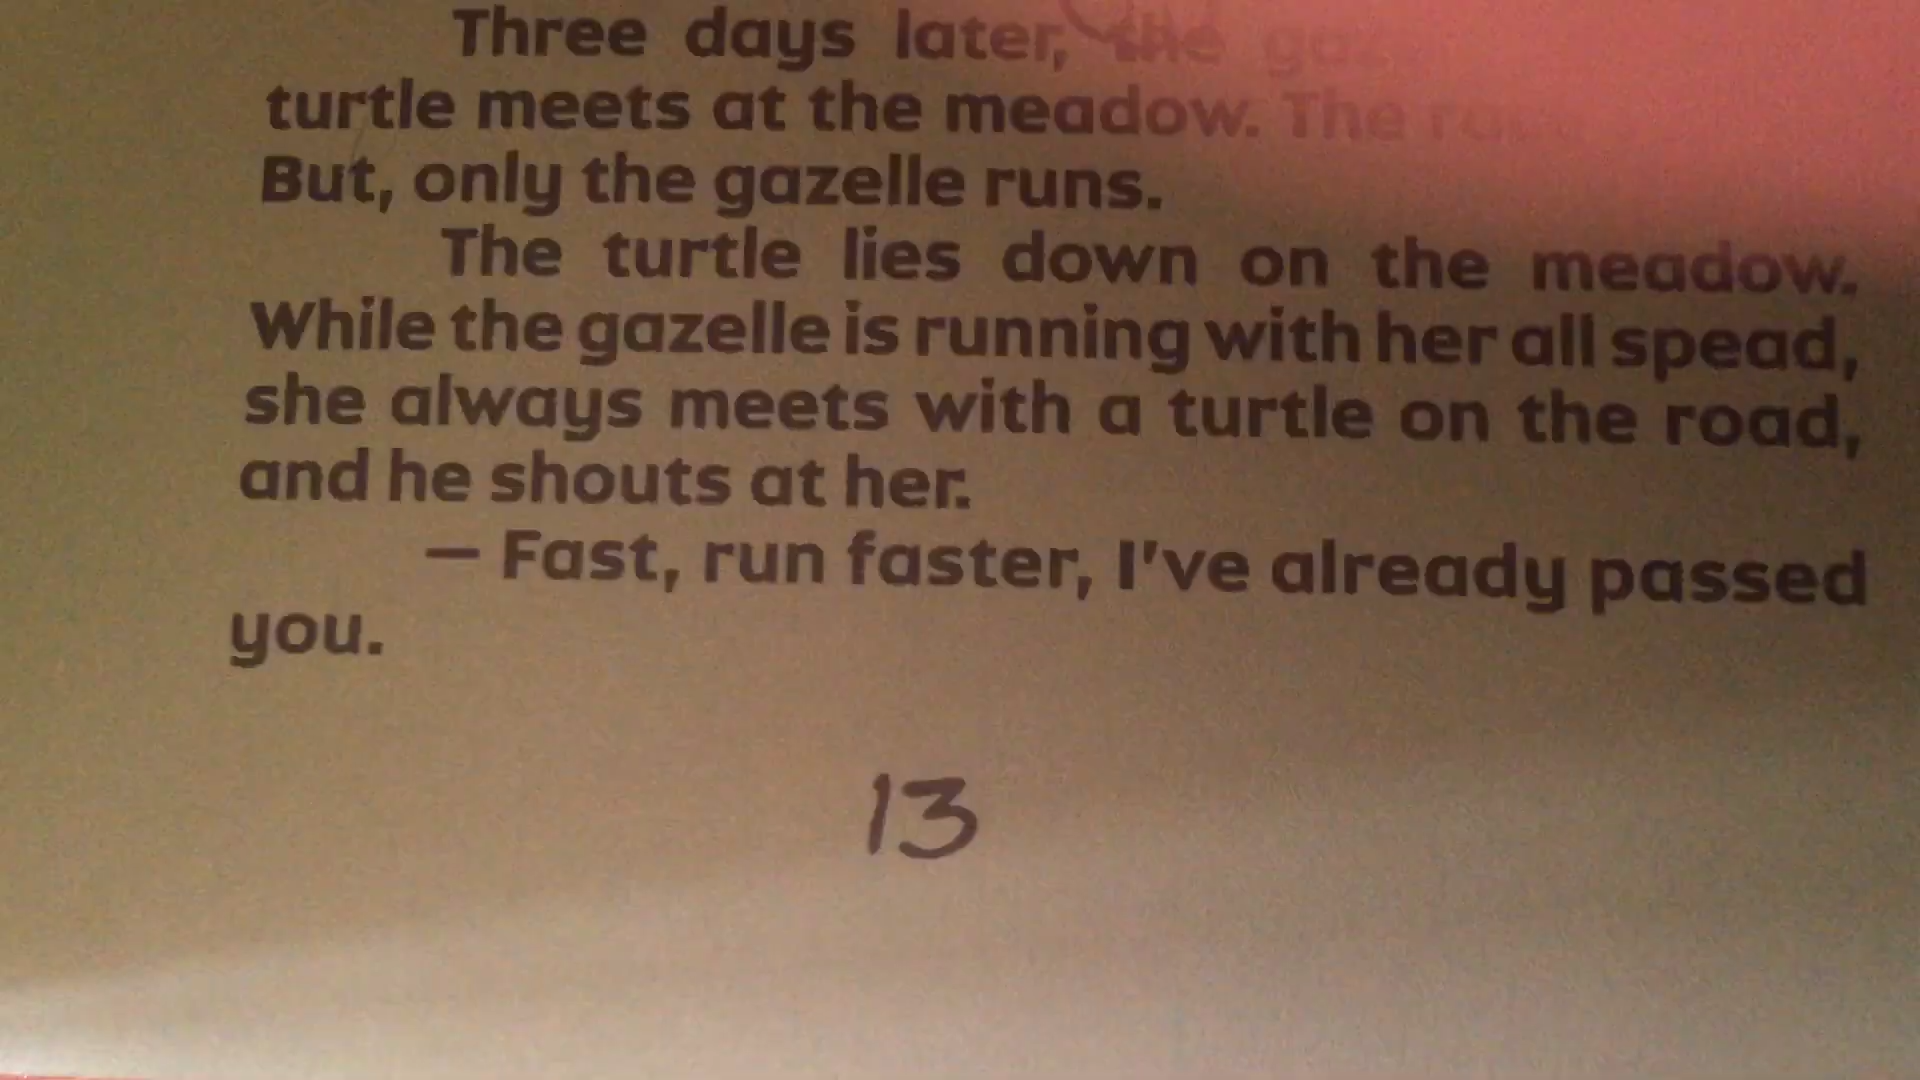 Three days later, the
turtle meets at the meadow. The
But, only the gazelle runs.
The turtle lies down on the meadow.
While the gazelle is running with her all spead,
she always meets with a turtle on the road,
and he shouts at her.
— Fast, run faster, I've already passed
you.
13